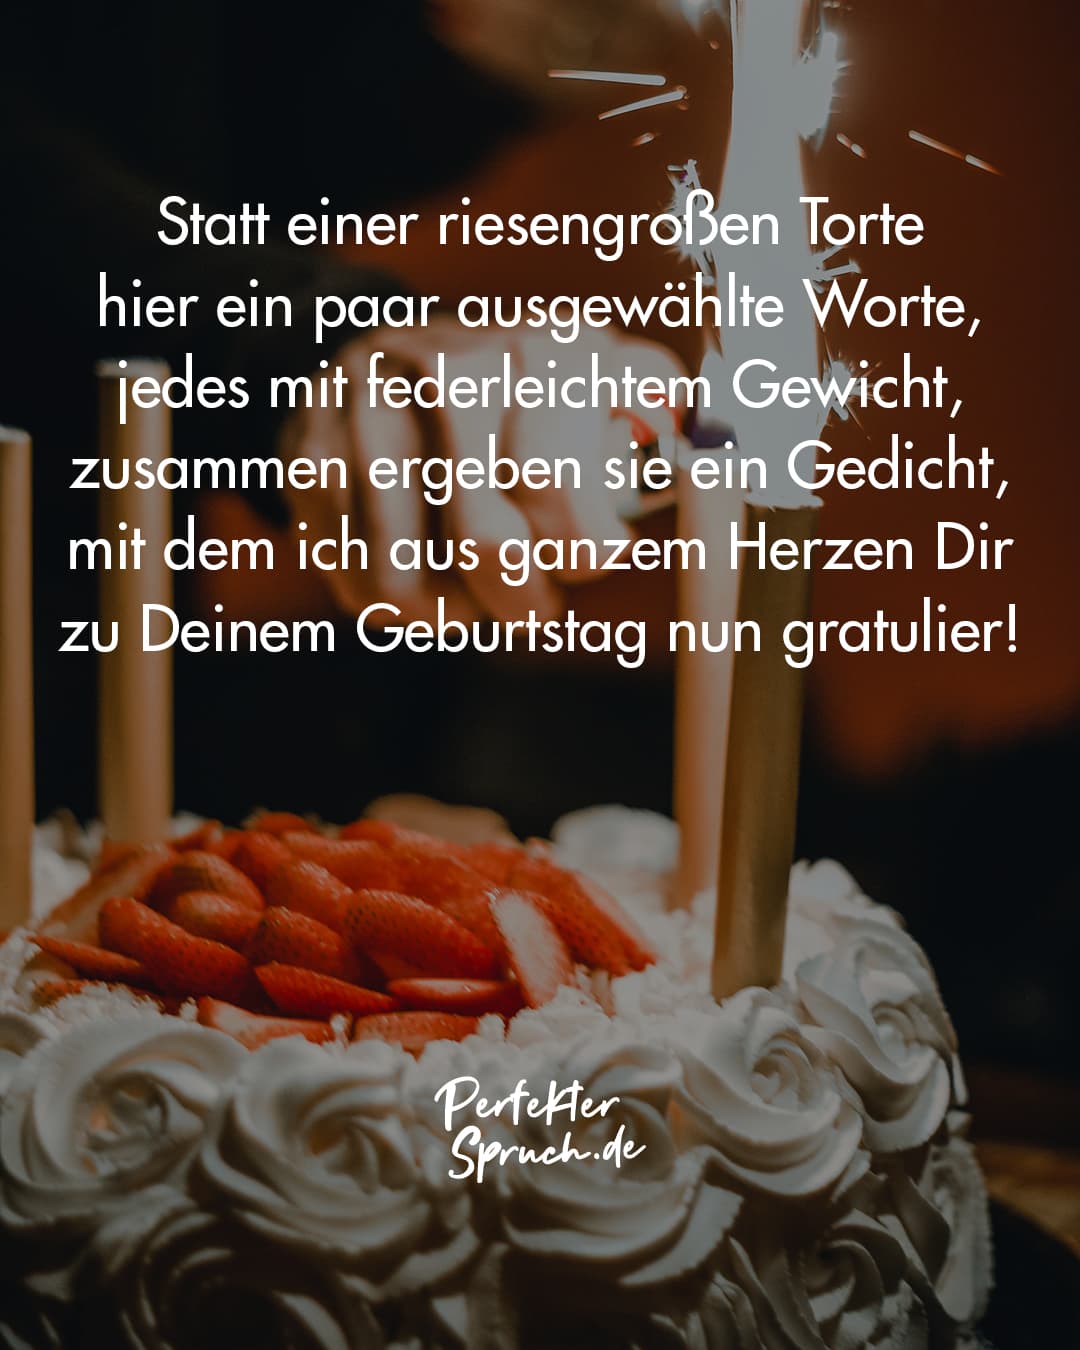 Statt einer riesengroßen Torte
hier ein paar ausgewählte Worte,
jedes mit federleichtem Gewicht,
zusammen ergeben sie ein Gedicht,
mit dem ich aus ganzem Herzen Dir
zu Deinem Geburtstag nun gratulier!
Perfekter
Spruch.de